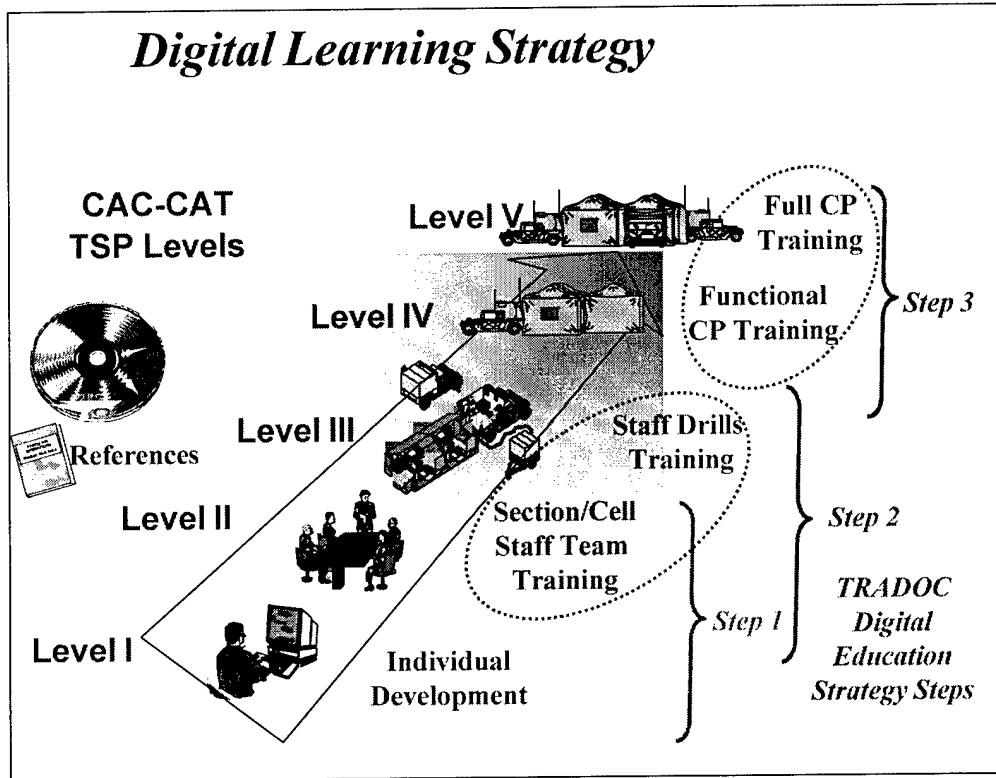 Digital Learning Strategy
CAC-CAT
TSP Levels
Level V
Full CP
Training
Level IV
Functional
CP Training
Step 3
Level III
Staff Drills
Training
References
Level II
Section/Cell
Staff Team
Training
Step 2
Level I
Individual
Development
Step 1
TRADOC
Digital
Education
Strategy Steps